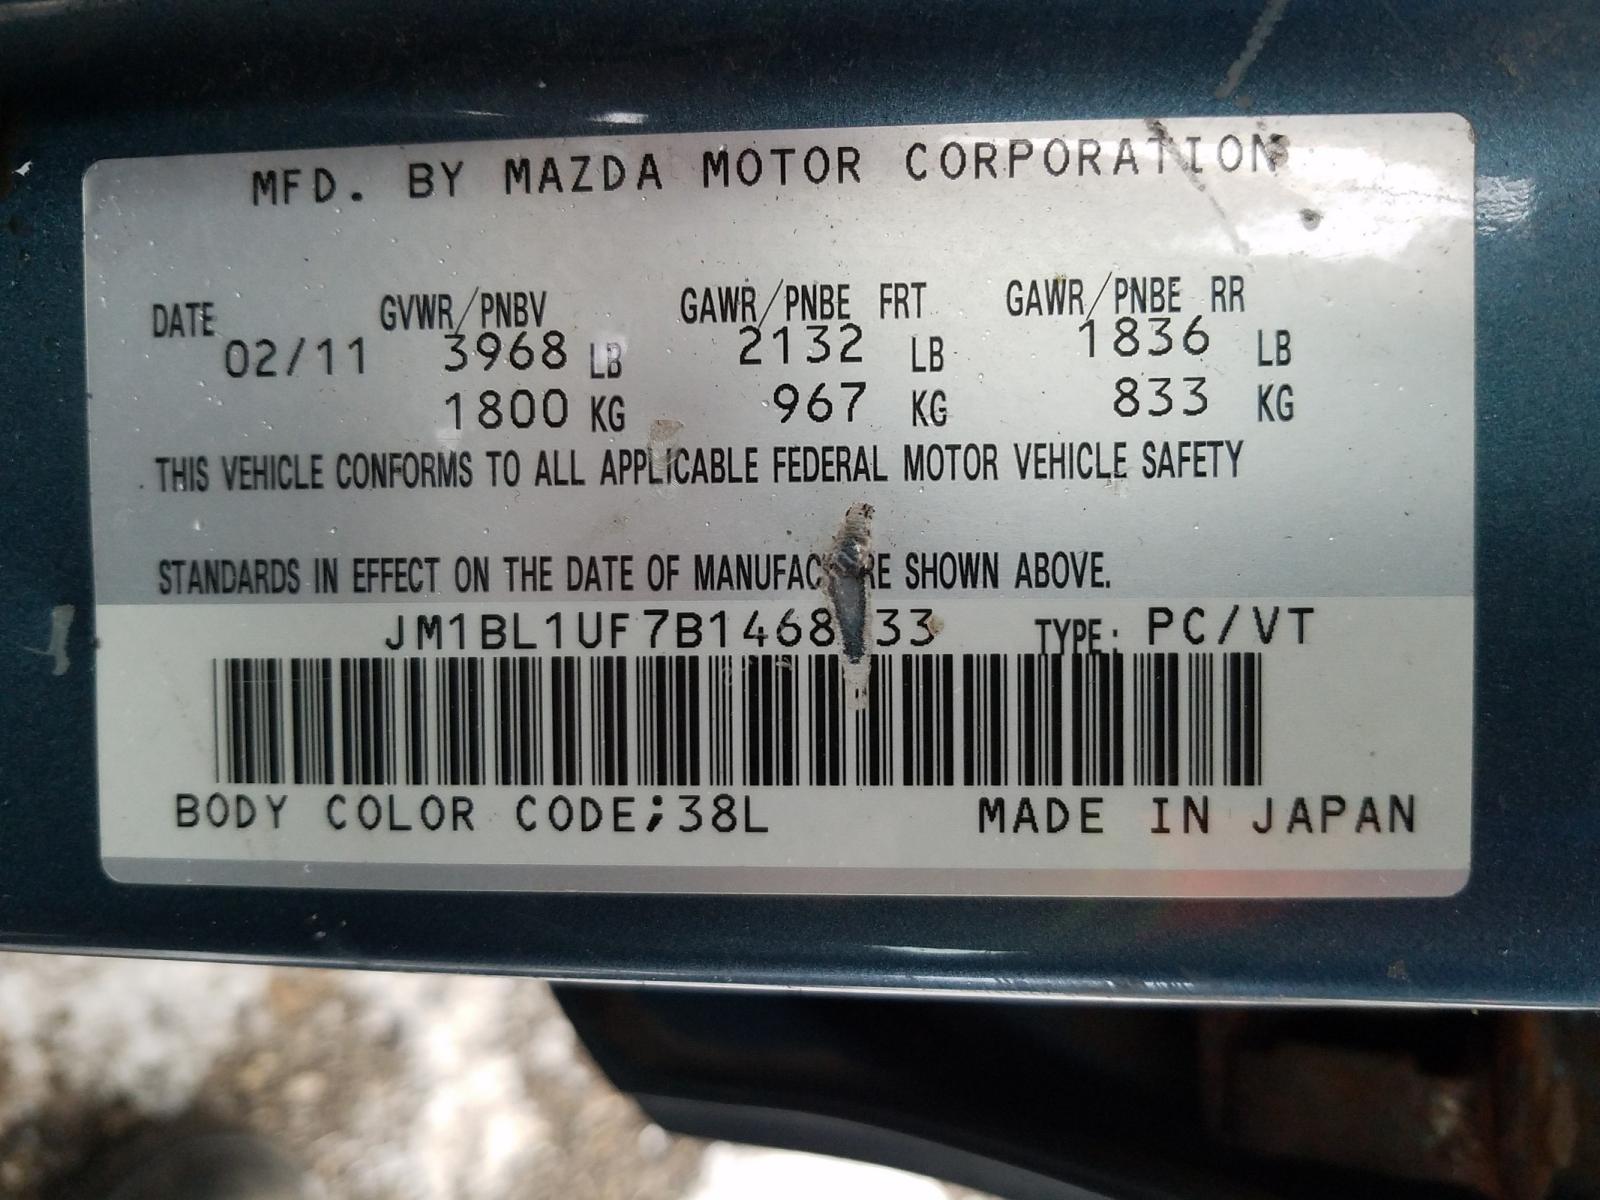 MFD. BY MAZDA MOTOR CORPORATION
DATE GVWR/PNBV GAWR/PNBE FRT GAWR/PNBE RR
02/11 3968 LB 2132 LB 1836 LB
1800 KG 967 KG 833 KG
THIS VEHICLE CONFORMS TO ALL APPLICABLE FEDERAL MOTOR VEHICLE SAFETY
STANDARDS IN EFFECT ON THE DATE OF MANUFACTURE SHOWN ABOVE.
TYPE: PC/VT
BODY COLOR CODE;38L MADE IN JAPAN